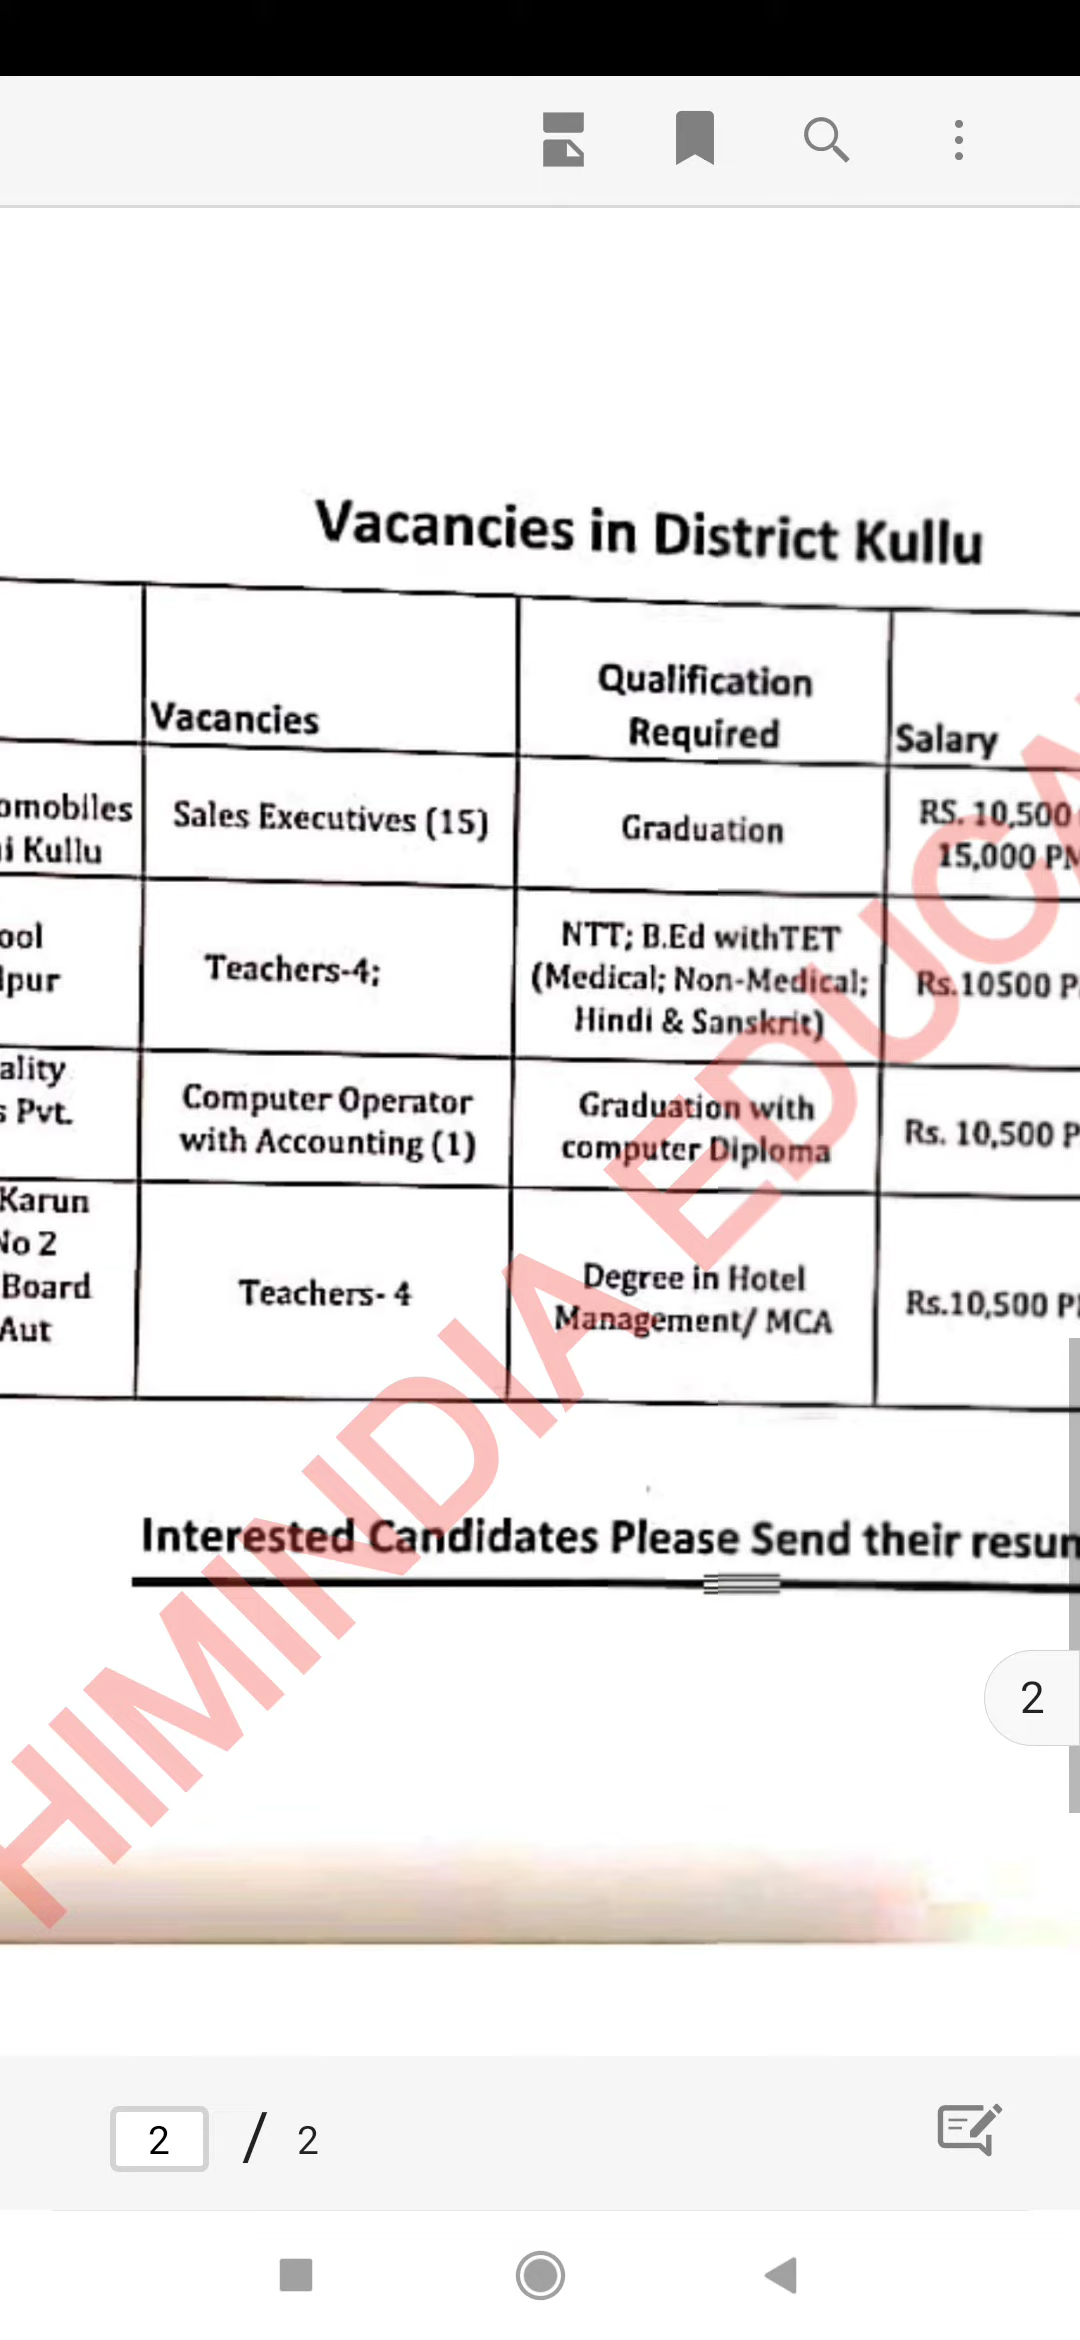 Vacancies in District Kullu
Vacancies
Qualification
Required
Salary
omobiles
i Kullu
Sales Executives (15)
Graduation
RS. 10,500
15,000 PM
ool
lpur
Teachers-4;
NTT; B.Ed withTET
(Medical; Non-Medical;
Hindi & Sanskrit)
Rs.10500 P
ality
s Pvt.
Computer Operator
with Accounting (1)
Graduation with
computer Diploma
Rs. 10,500 P
Karun
No 2
Board
Aut
Teachers- 4
Degree in Hotel
Management/ MCA
Rs.10,500 P
Interested Candidates Please Send their resum
HIMINDIA EDUCA
2
2 / 2